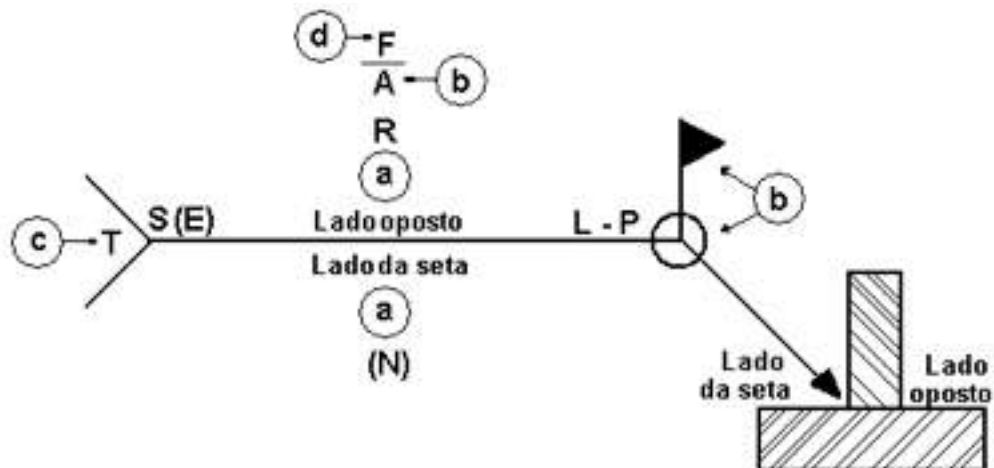 d F
A b
R
a
S (E) Lado oposto L - P
c T
Lado da seta
a
(N)
b
Lado
da seta
Lado
oposto